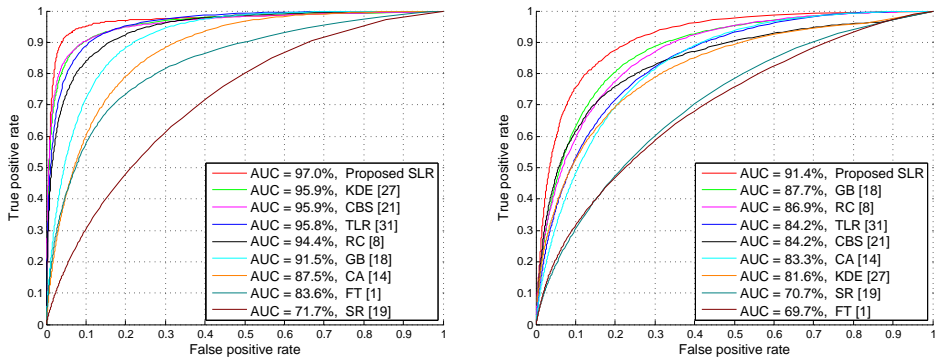 1
0.9
0.8
0.7
0.6
0.5
0.4
0.3
0.2
0.1
0
True positive rate
AUC = 97.0%, Proposed SLR
AUC = 95.9%, KDE [27]
AUC = 95.9%, CBS [21]
AUC = 95.8%, TLR [31]
AUC = 94.4%, RC [8]
AUC = 91.5%, GB [18]
AUC = 87.5%, CA [14]
AUC = 83.6%, FT [1]
AUC = 71.7%, SR [19]
0 0.1 0.2 0.3 0.4 0.5 0.6 0.7 0.8 0.9 1
False positive rate
1
0.9
0.8
0.7
0.6
0.5
0.4
0.3
0.2
0.1
0
True positive rate
AUC = 91.4%, Proposed SLR
AUC = 87.7%, GB [18]
AUC = 86.9%, RC [8]
AUC = 84.2%, TLR [31]
AUC = 84.2%, CBS [21]
AUC = 83.3%, CA [14]
AUC = 81.6%, KDE [27]
AUC = 70.7%, SR [19]
AUC = 69.7%, FT [1]
0 0.1 0.2 0.3 0.4 0.5 0.6 0.7 0.8 0.9 1
False positive rate